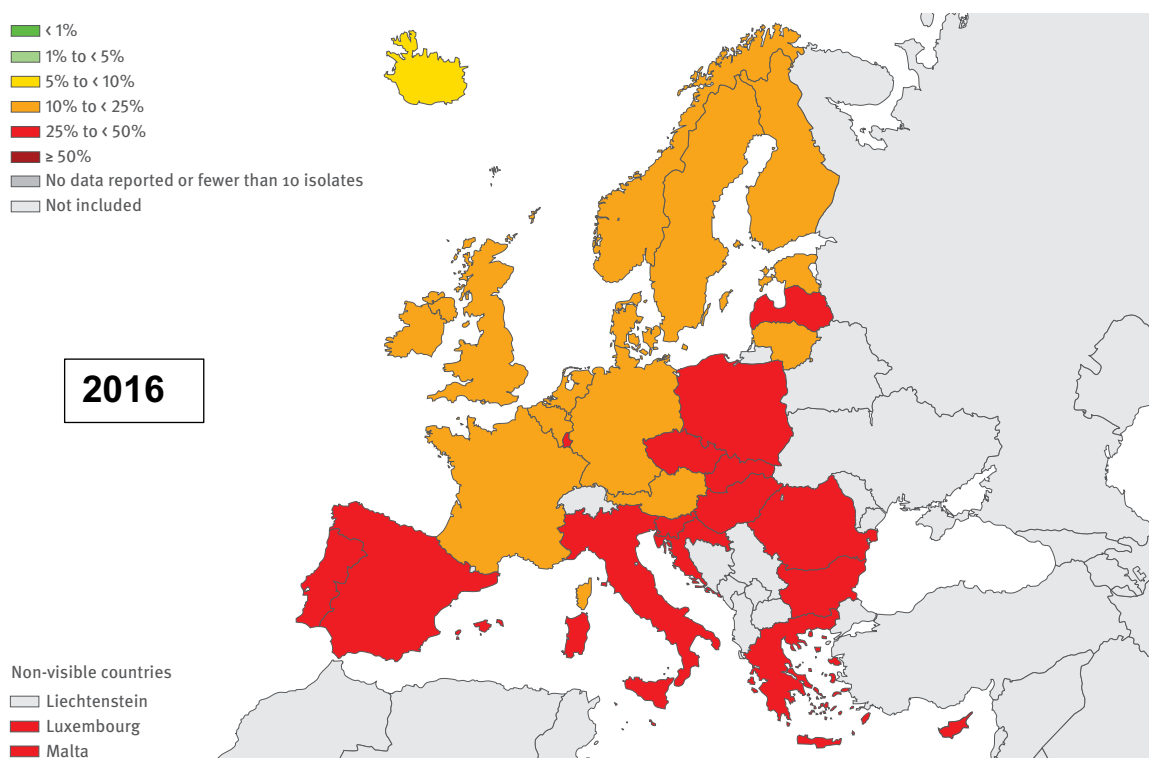 < 1%
1% to < 5%
5% to < 10%
10% to < 25%
25% to < 50%
≥ 50%
No data reported or fewer than 10 isolates
Not included
2016
Non-visible countries
Liechtenstein
Luxembourg
Malta